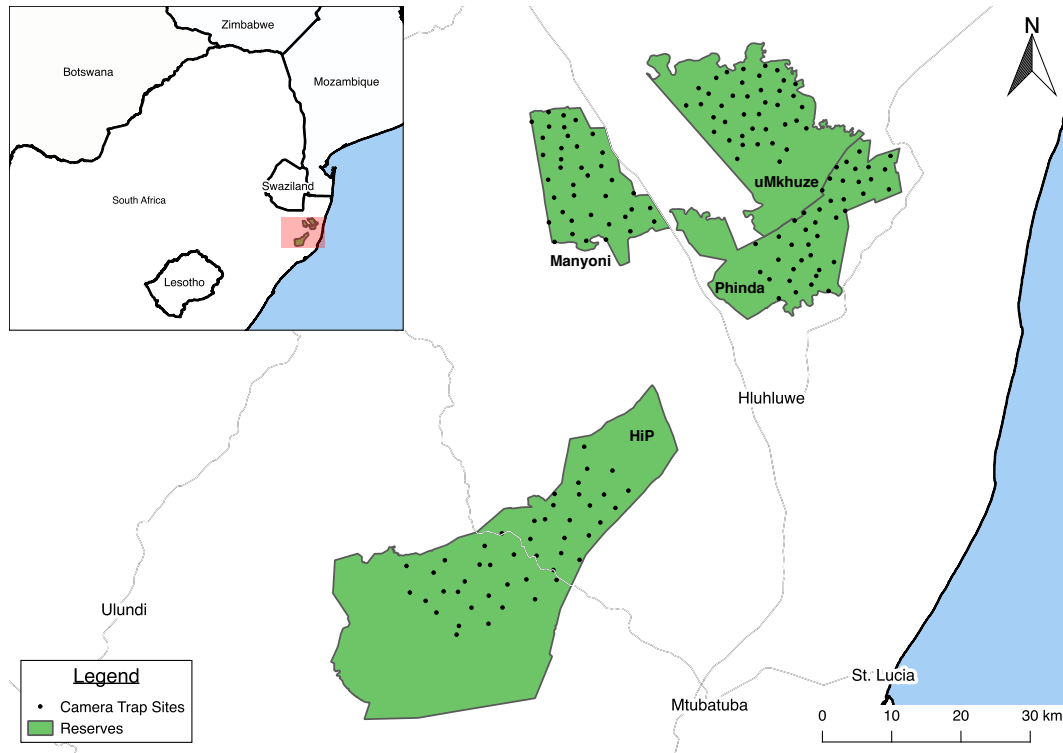 Zimbabwe
Botswana
Mozambique
Swaziland
South Africa
Lesotho
N
uMkhuze
Manyoni
Phinda
Hluhluwe
HiP
Ulundi
St. Lucia
Mtubatuba
Legend
Camera Trap Sites
Reserves
0 10 20 30 km